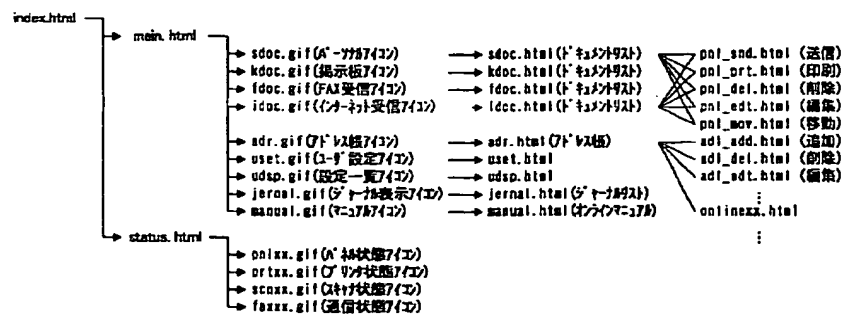 index.html
main.html
sdoc.gif(ﾊﾟｰｿﾅﾙｱｲｺﾝ) sdoc.html(ﾄﾞｷｭﾒﾝﾄﾘｽﾄ) pnl_snd.html (送信)
kdoc.gif(掲示板ｱｲｺﾝ) kdoc.html(ﾄﾞｷｭﾒﾝﾄﾘｽﾄ) pnl_prt.html (印刷)
fdoc.gif(FAX受信ｱｲｺﾝ) fdoc.html(ﾄﾞｷｭﾒﾝﾄﾘｽﾄ) pnl_del.html (削除)
idoc.gif(ｲﾝﾀｰﾈｯﾄ受信ｱｲｺﾝ) idoc.html(ﾄﾞｷｭﾒﾝﾄﾘｽﾄ) pnl_edt.html (編集)
pnl_mov.html (移動)
adr.gif(ｱﾄﾞﾚｽ帳ｱｲｺﾝ) adr.html(ｱﾄﾞﾚｽ帳) adl_add.html (追加)
uset.gif(ﾕｰｻﾞ設定ｱｲｺﾝ) uset.html adl_del.html (削除)
udsp.gif(設定一覧ｱｲｺﾝ) udsp.html adl_edt.html (編集)
jernal.gif(ｼﾞｬｰﾅﾙ表示ｱｲｺﾝ) jernal.html(ｼﾞｬｰﾅﾙﾘｽﾄ)
manual.gif(ﾏﾆｭｱﾙｱｲｺﾝ) manual.html(ｵﾝﾗｲﾝﾏﾆｭｱﾙ) onlinexx.html
status.html
pnlxx.gif(ﾊﾟﾈﾙ状態ｱｲｺﾝ)
prtxx.gif(ﾌﾟﾘﾝﾀ状態ｱｲｺﾝ)
scnxx.gif(ｽｷｬﾅ状態ｱｲｺﾝ)
faxxx.gif(通信状態ｱｲｺﾝ)